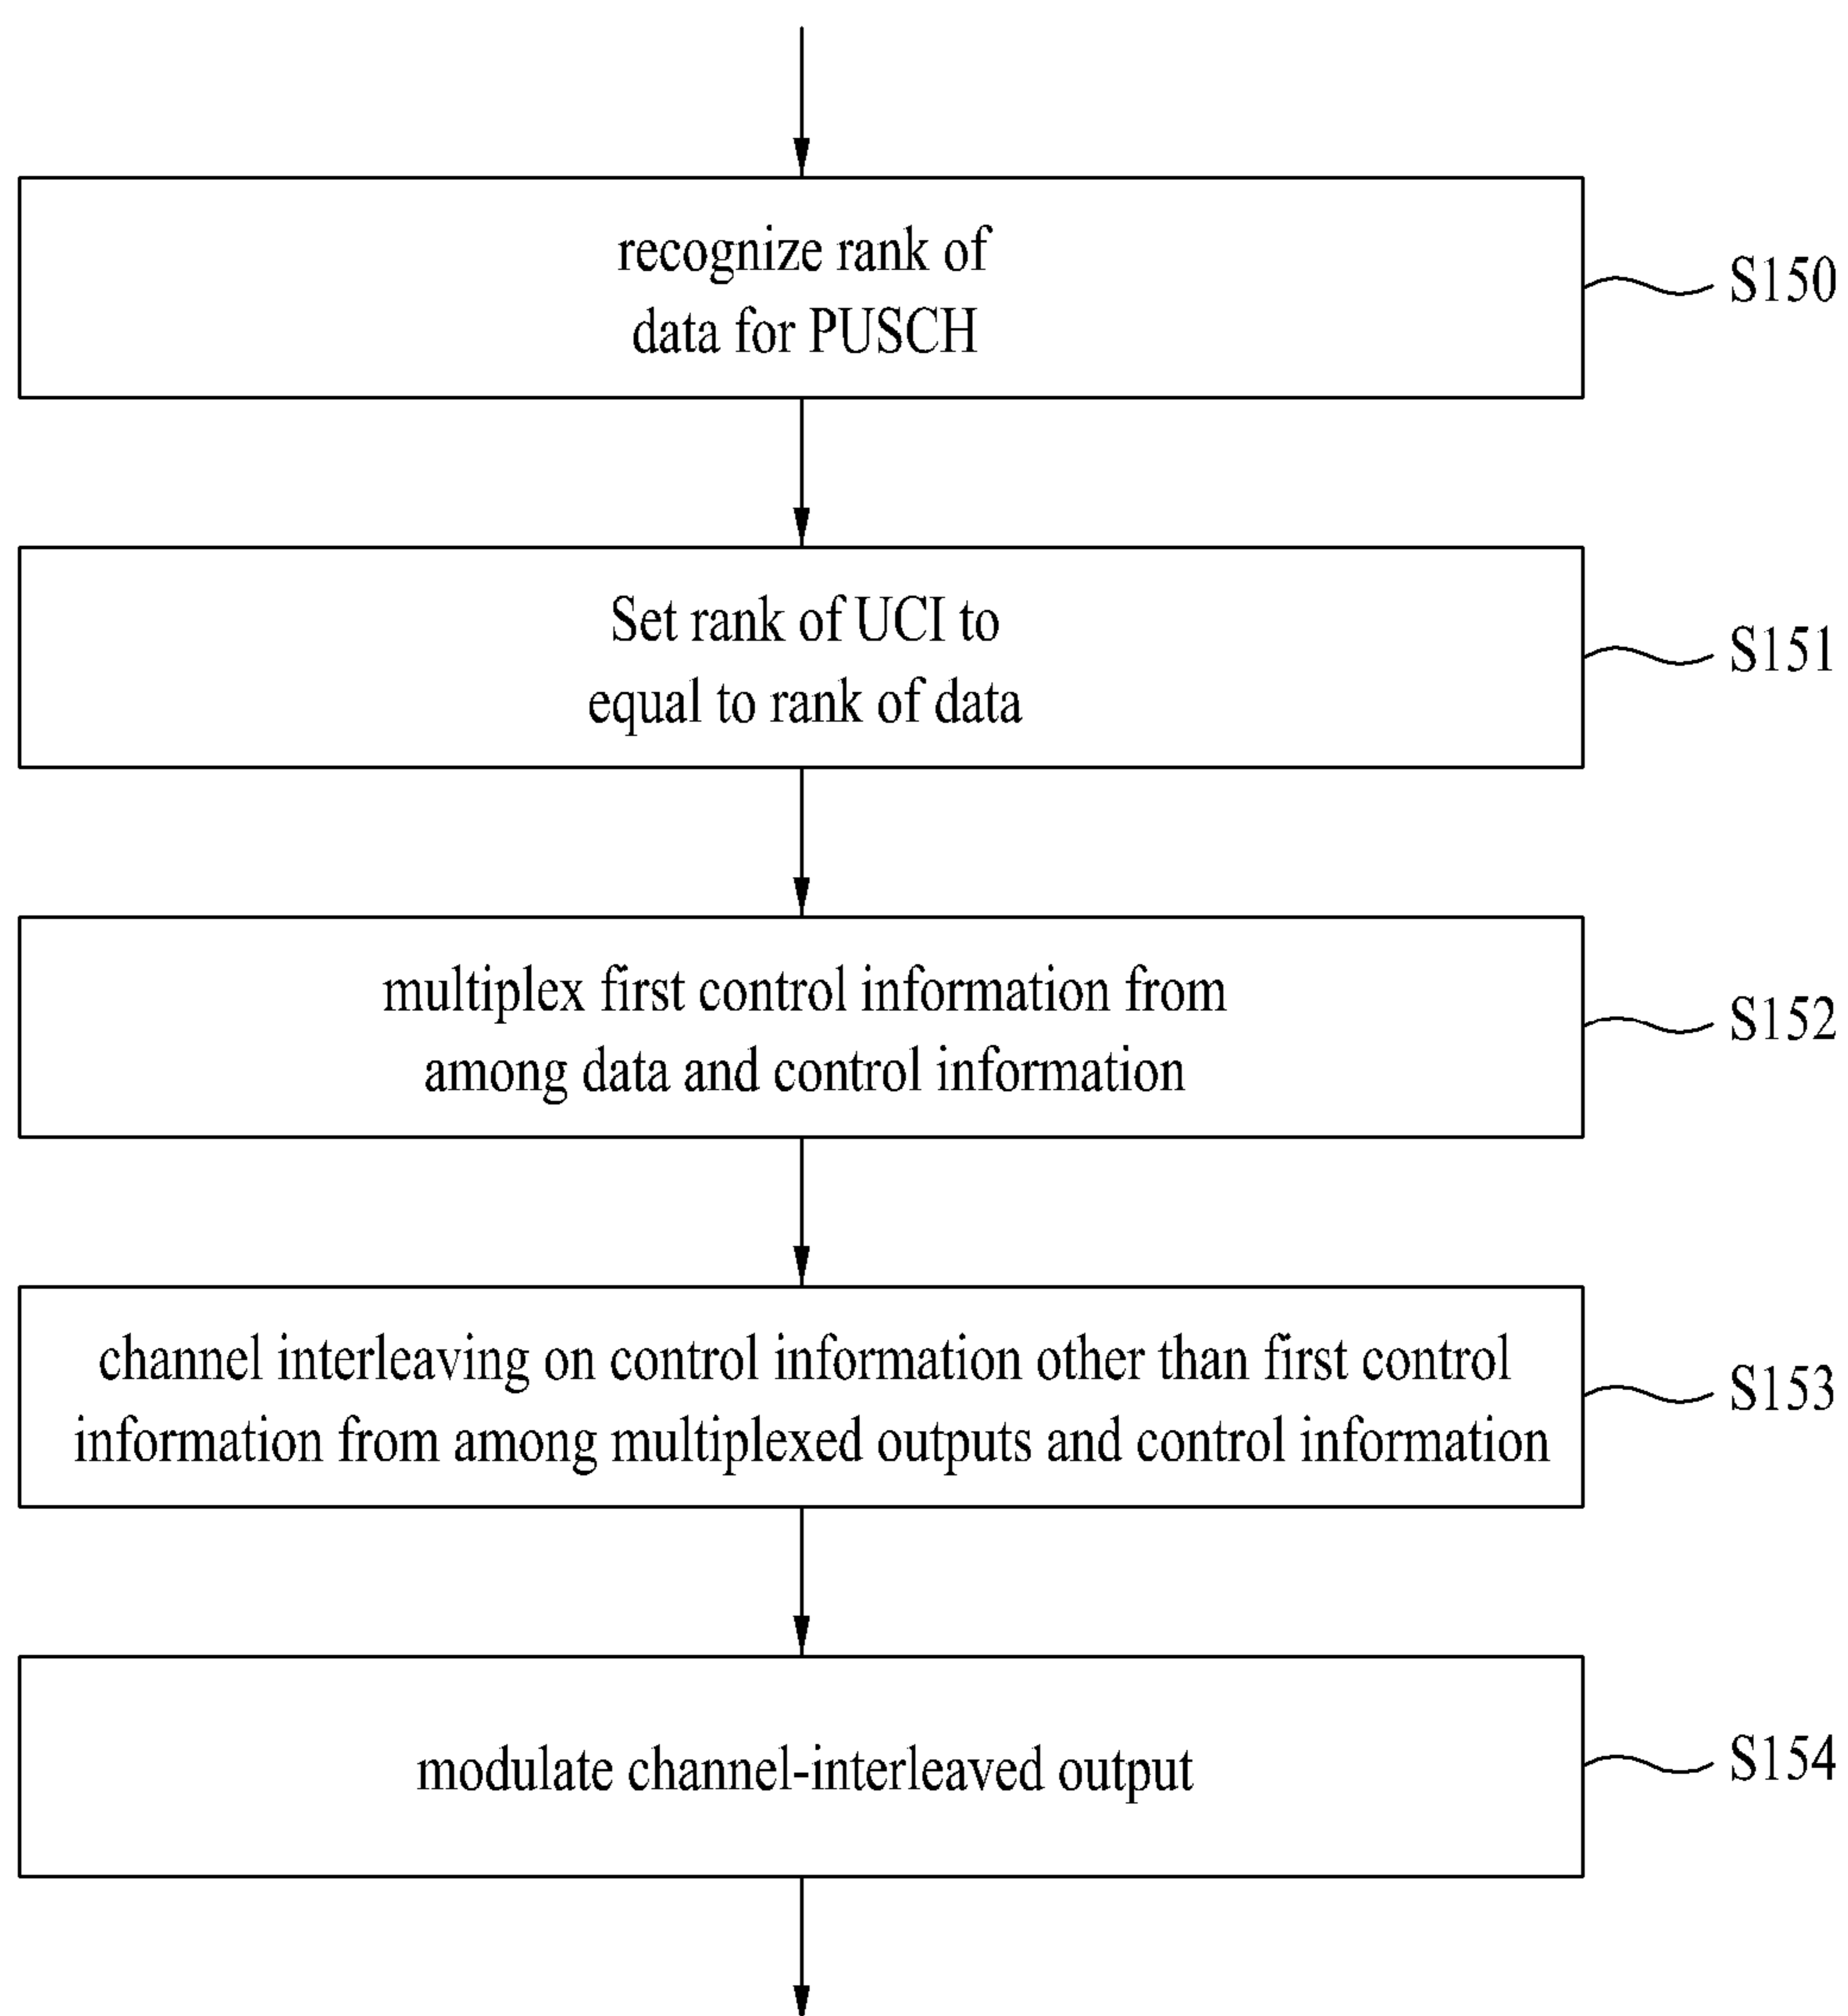 recognize rank of
data for PUSCH
S150
Set rank of UCI to
equal to rank of data
S151
multiplex first control information from
among data and control information
S152
channel interleaving on control information other than first control
information from among multiplexed outputs and control information
S153
modulate channel-interleaved output
S154